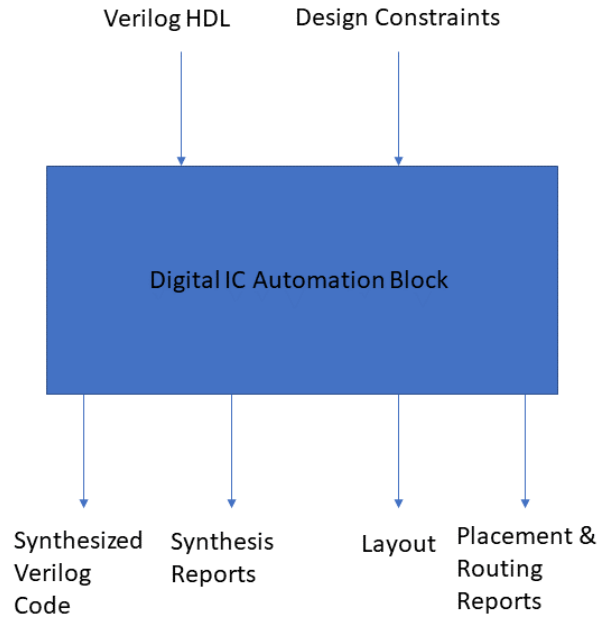 Verilog HDL
Design Constraints
Digital IC Automation Block
Synthesized
Verilog
Code
Synthesis
Reports
Layout
Placement &
Routing
Reports